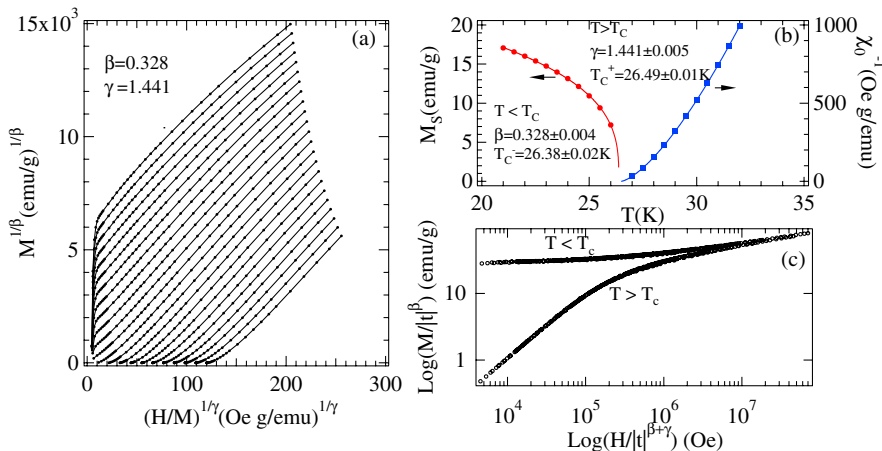 (a)
β=0.328
γ=1.441
15x10³
10
5
0
M^{1/β}(emu/g)^{1/β}
0 100 200 300
(H/M)^{1/γ}(Oe g/emu)^{1/γ}
(b)
T>T_C
γ=1.441±0.005
T_C^+=26.49±0.01K
T < T_C
β=0.328±0.004
T_C^-=26.38±0.02K
20
15
10
5
0
M_S(emu/g)
1000
500
0
χ_0^{-1}(Oe g/emu)
20 25 30 35
T(K)
(c)
T < T_c
T > T_c
10
1
Log(M/|t|^β) (emu/g)
10⁴ 10⁵ 10⁶ 10⁷
Log(H/|t|^{β+γ}) (Oe)